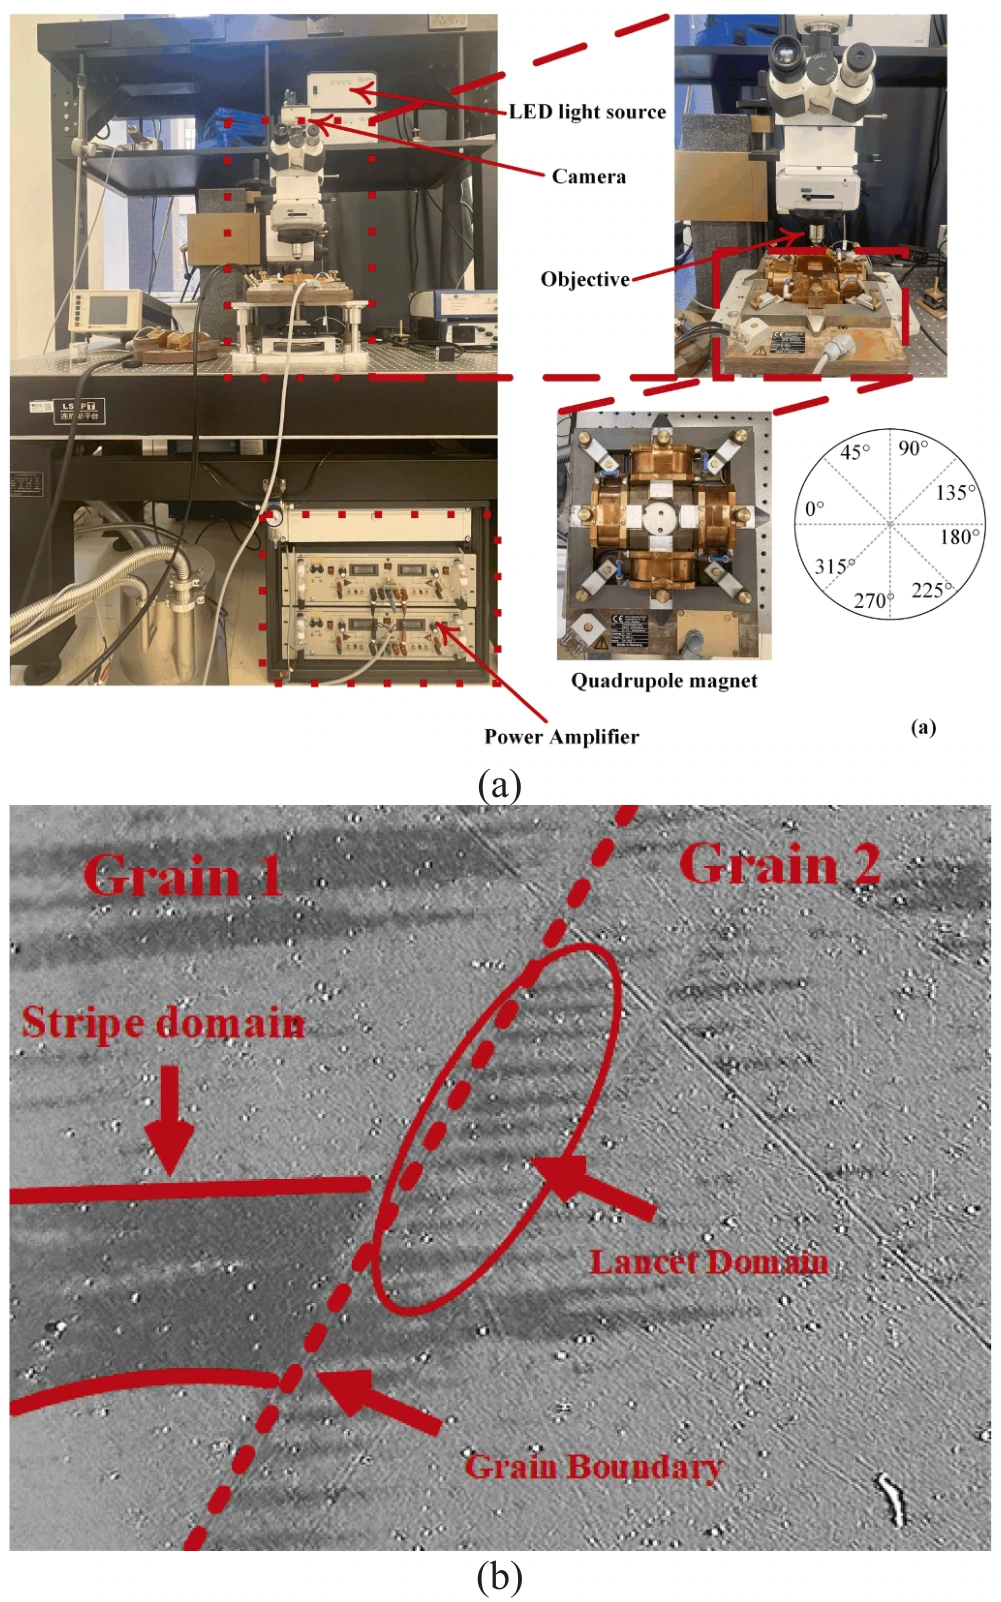 LED light source
Camera
Objective
45° 90°
0° 135°
180°
315° 225°
270°
Quadrupole magnet
Power Amplifier
(a)
(a)
Grain 1
Grain 2
Stripe domain
Lancet Domain
Grain Boundary
(b)